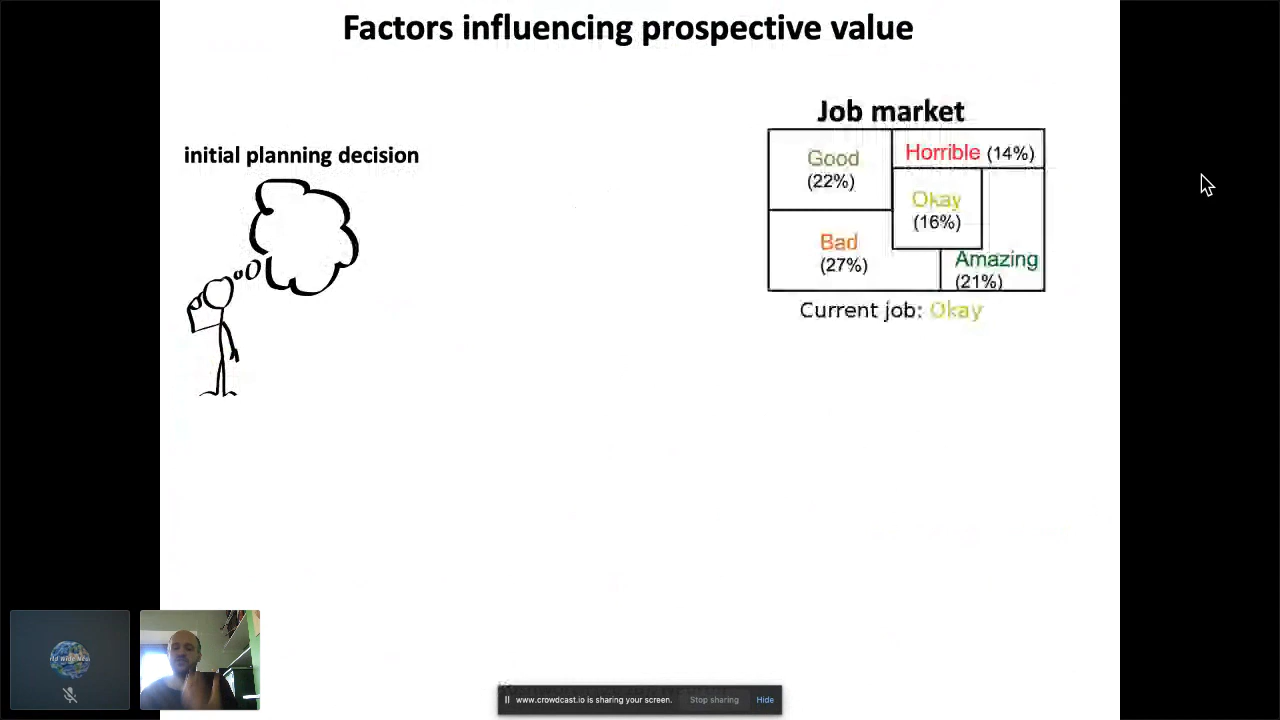 Factors influencing prospective value
Job market
initial planning decision
Good
(22%)
Horrible (14%)
Okay
(16%)
Bad
(27%)
Amazing
(21%)
Current job: Okay
www.crowdcast.io is sharing your screen.
Stop sharing
Hide